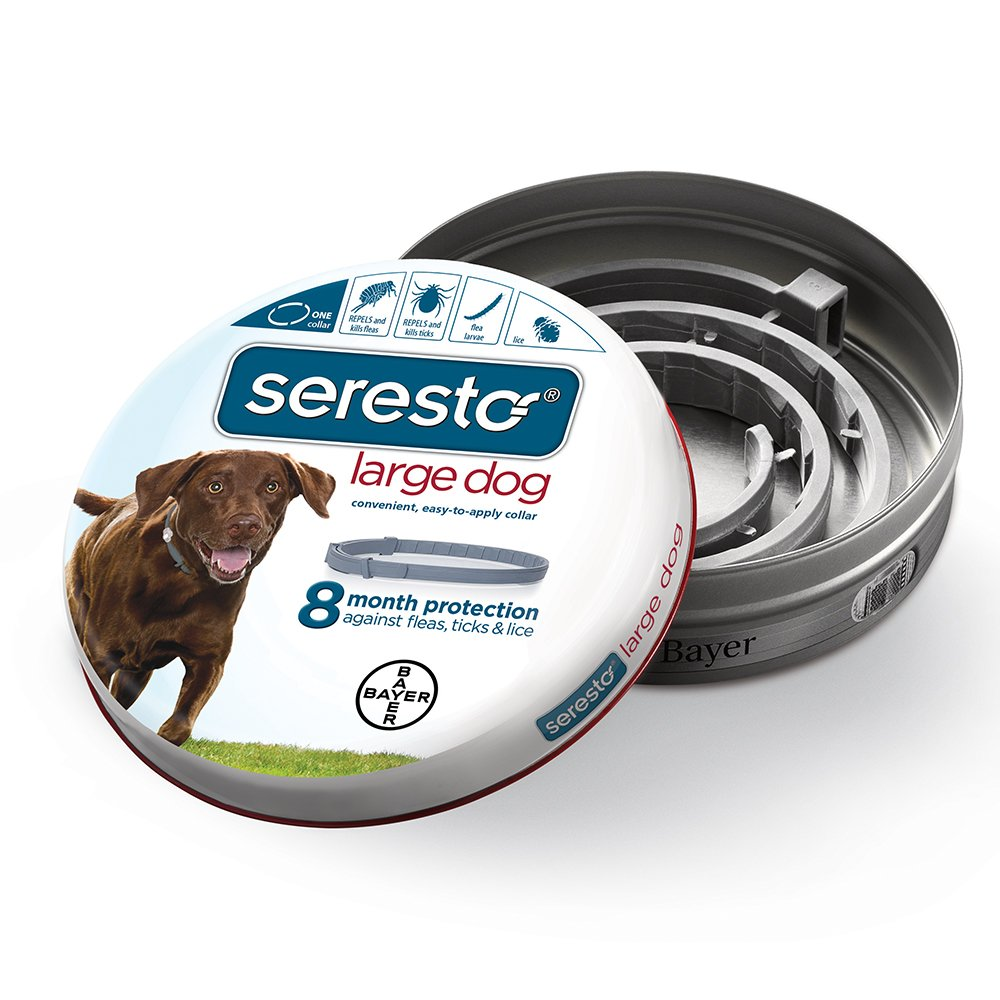 ONE
collar
REPELS and
kills fleas
REPELS and
kills ticks
flea
larvae
lice
seresto®
large dog
convenient, easy-to-apply collar
8 month protection
against fleas, ticks & lice
BAYER
BAYER
seresto large dog
Bayer